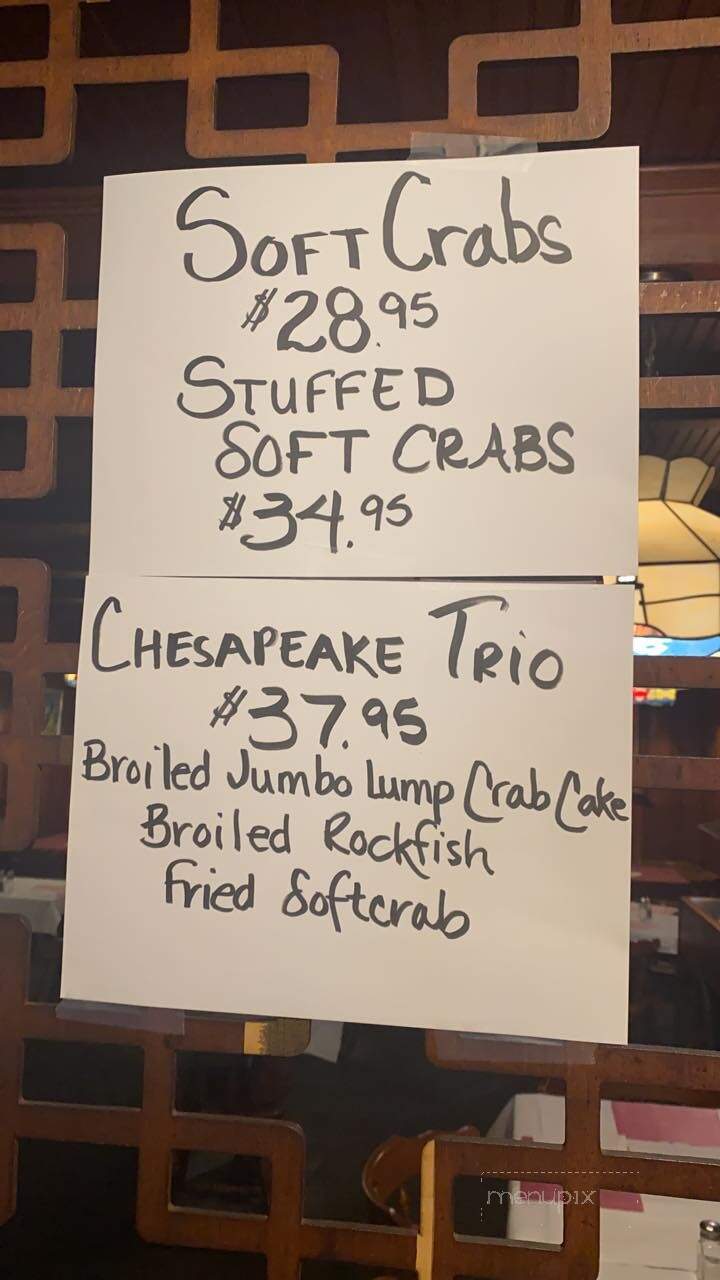 Soft Crabs
$28.95
STUFFED
SOFT CRABS
$34.95
CHESAPEAKE TRiO
$37.95
Broiled Jumbo lump Crab Cake
Broiled Rockfish
Fried Softcrab
menupix